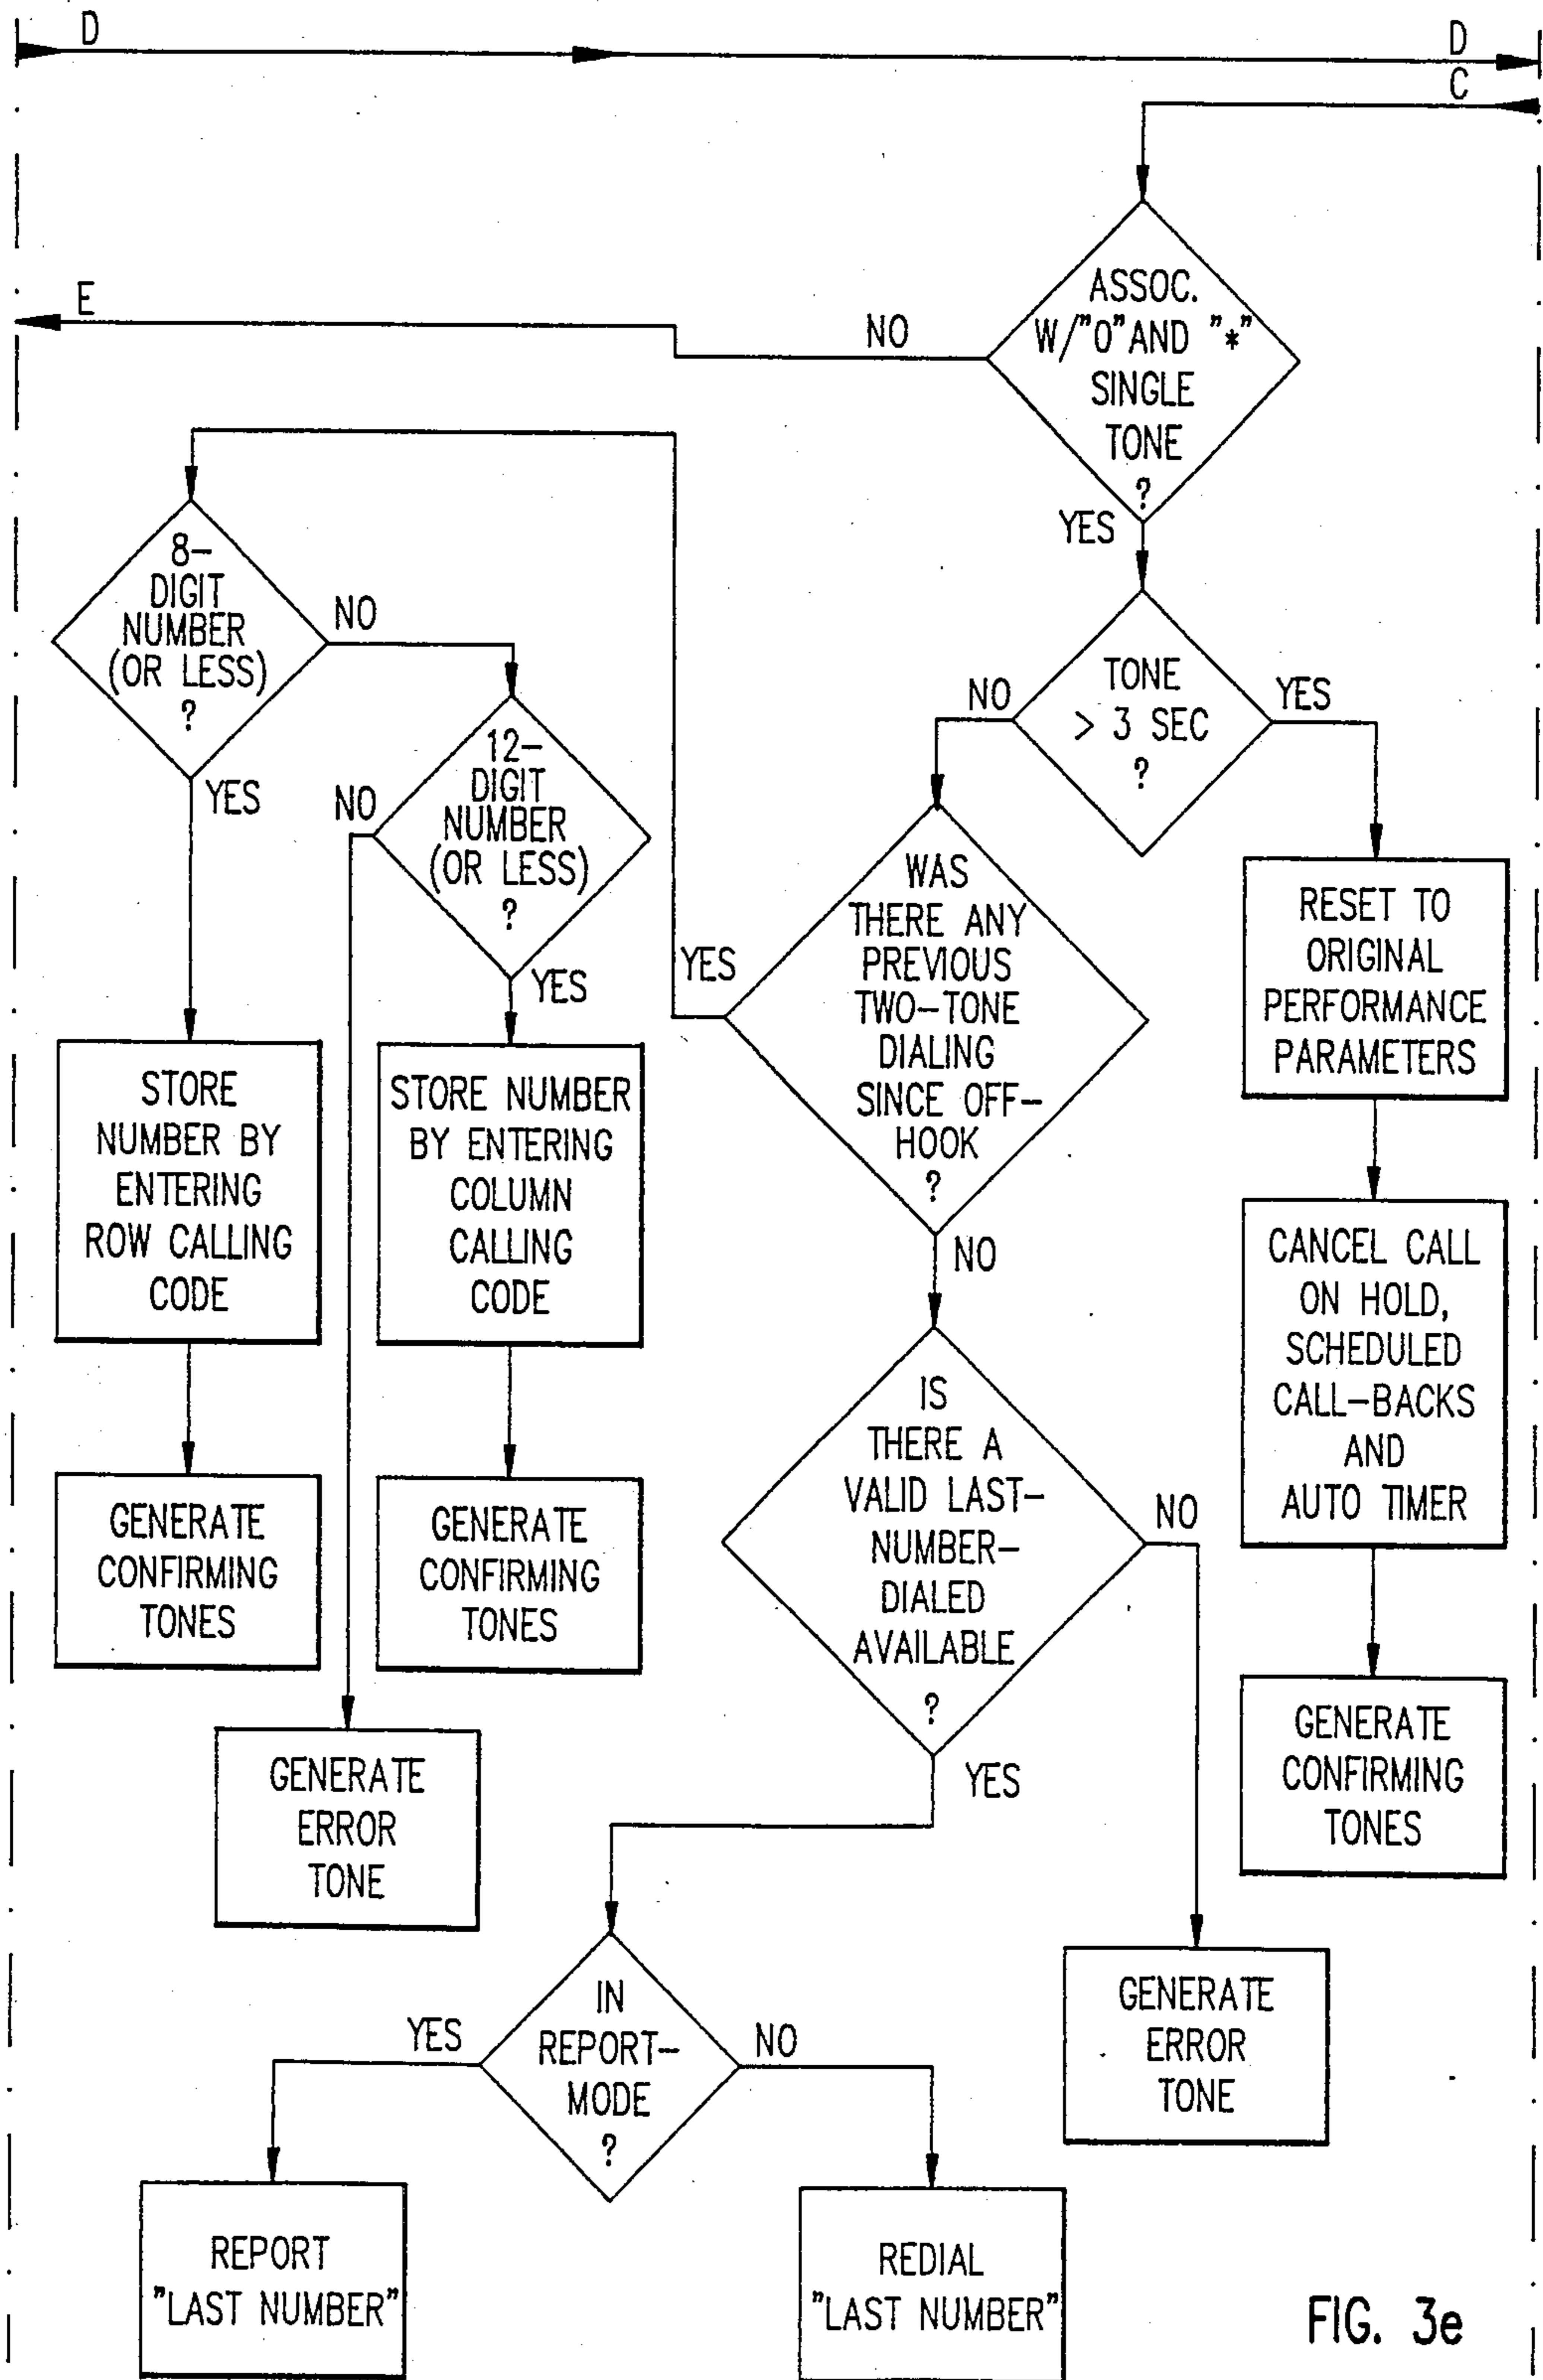 D
D
C
ASSOC.
W/"0" AND "*"
SINGLE
TONE
?
E
NO
YES
8-
DIGIT
NUMBER
(OR LESS)
?
NO
YES
TONE
> 3 SEC
?
NO
YES
12-
DIGIT
NUMBER
(OR LESS)
?
NO
YES
WAS
THERE ANY
PREVIOUS
TWO-TONE
DIALING
SINCE OFF-
HOOK
?
YES
NO
RESET TO
ORIGINAL
PERFORMANCE
PARAMETERS
STORE
NUMBER BY
ENTERING
ROW CALLING
CODE
STORE NUMBER
BY ENTERING
COLUMN
CALLING
CODE
CANCEL CALL
ON HOLD,
SCHEDULED
CALL-BACKS
AND
AUTO TIMER
IS
THERE A
VALID LAST-
NUMBER-
DIALED
AVAILABLE
?
NO
YES
GENERATE
CONFIRMING
TONES
GENERATE
CONFIRMING
TONES
GENERATE
CONFIRMING
TONES
GENERATE
ERROR
TONE
IN
REPORT-
MODE
?
YES
NO
GENERATE
ERROR
TONE
REPORT
"LAST NUMBER"
REDIAL
"LAST NUMBER"
FIG. 3e